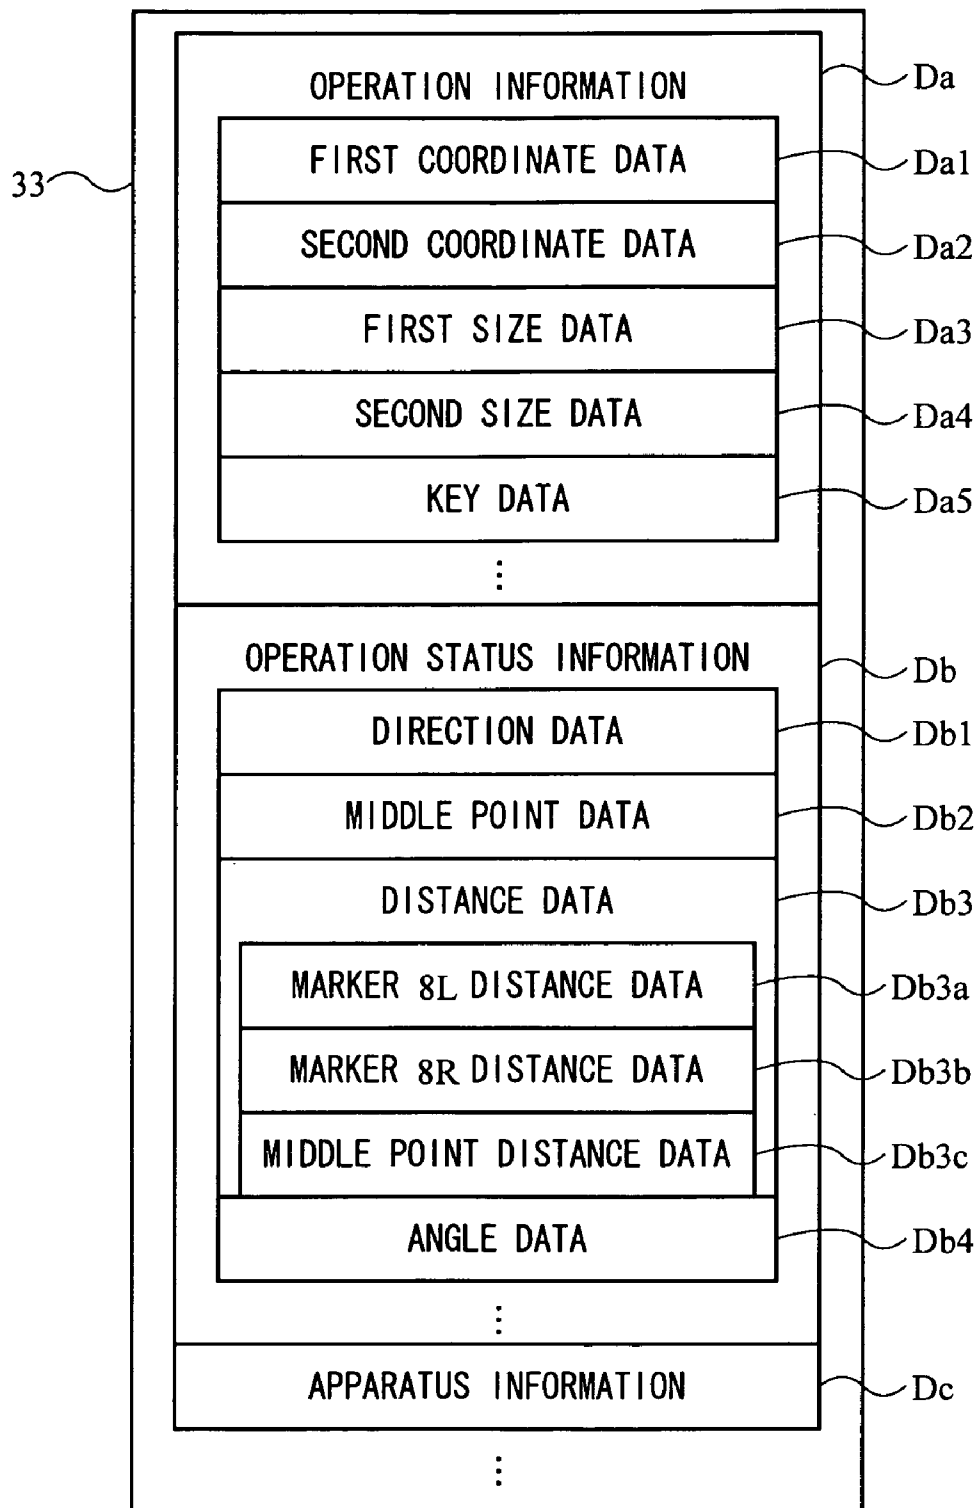 OPERATION INFORMATION Da
FIRST COORDINATE DATA Da1
33
SECOND COORDINATE DATA Da2
FIRST SIZE DATA Da3
SECOND SIZE DATA Da4
KEY DATA Da5
⋮
OPERATION STATUS INFORMATION Db
DIRECTION DATA Db1
MIDDLE POINT DATA Db2
DISTANCE DATA Db3
MARKER 8L DISTANCE DATA Db3a
MARKER 8R DISTANCE DATA Db3b
MIDDLE POINT DISTANCE DATA Db3c
ANGLE DATA Db4
⋮
APPARATUS INFORMATION Dc
⋮